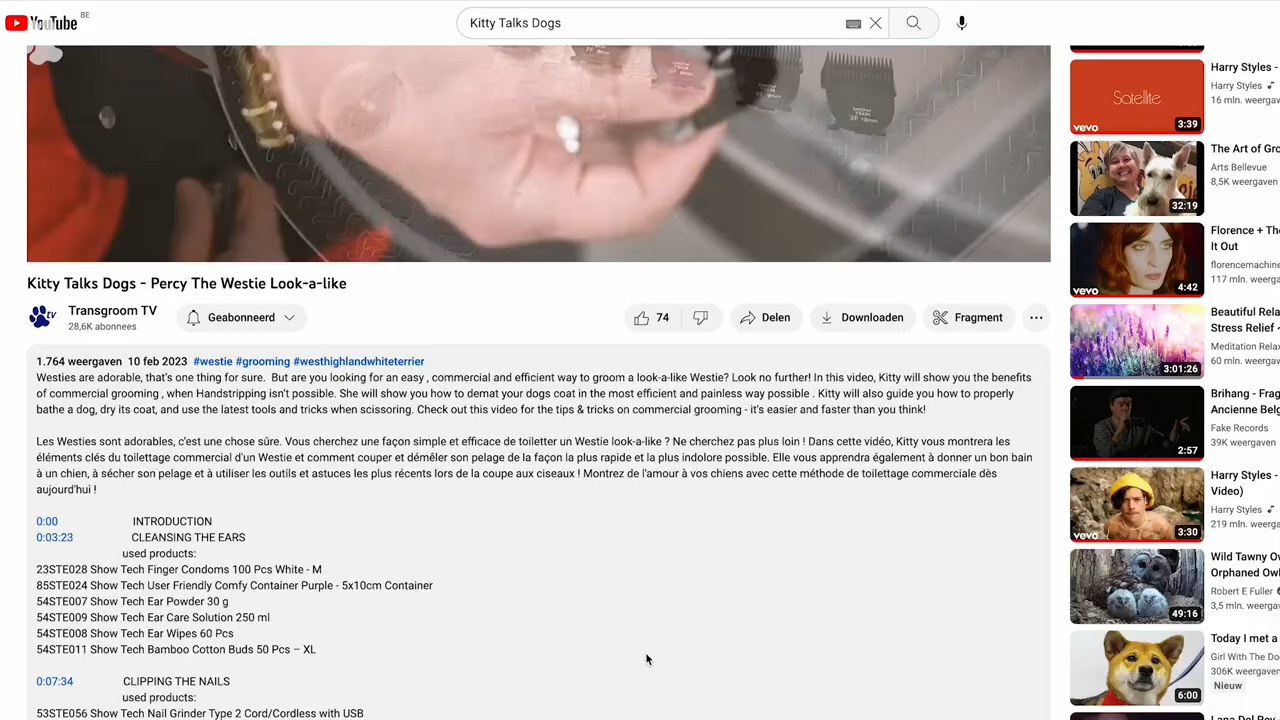 YouTube BE
Kitty Talks Dogs
Kitty Talks Dogs - Percy The Westie Look-a-like
Transgroom TV
28,6K abonnees
Geabonneerd
74
Delen
Downloaden
Fragment
1.764 weergaven 10 feb 2023 #westie #grooming #westhighlandwhiteterrier
Westies are adorable, that's one thing for sure. But are you looking for an easy , commercial and efficient way to groom a look-a-like Westie? Look no further! In this video, Kitty will show you the benefits
of commercial grooming , when Handstripping isn't possible. She will show you how to demat your dogs coat in the most efficient and painless way possible . Kitty will also guide you how to properly
bathe a dog, dry its coat, and use the latest tools and tricks when scissoring. Check out this video for the tips & tricks on commercial grooming - it's easier and faster than you think!
Les Westies sont adorables, c'est une chose sûre. Vous cherchez une façon simple et efficace de toiletter un Westie look-a-like ? Ne cherchez pas plus loin ! Dans cette vidéo, Kitty vous montrera les
éléments clés du toilettage commercial d'un Westie et comment couper et démêler son pelage de la façon la plus rapide et la plus indolore possible. Elle vous apprendra également à donner un bon bain
à un chien, à sécher son pelage et à utiliser les outils et astuces les plus récents lors de la coupe aux ciseaux ! Montrez de l'amour à vos chiens avec cette méthode de toilettage commerciale dès
aujourd'hui !
0:00 INTRODUCTION
0:03:23 CLEANSING THE EARS
used products:
23STE028 Show Tech Finger Condoms 100 Pcs White - M
85STE024 Show Tech User Friendly Comfy Container Purple - 5x10cm Container
54STE007 Show Tech Ear Powder 30 g
54STE009 Show Tech Ear Care Solution 250 ml
54STE008 Show Tech Ear Wipes 60 Pcs
54STE011 Show Tech Bamboo Cotton Buds 50 Pcs – XL
0:07:34 CLIPPING THE NAILS
used products:
53STE056 Show Tech Nail Grinder Type 2 Cord/Cordless with USB
Satellite
vevo
3:39
Harry Styles -
Harry Styles
16 mln. weergav
32:19
The Art of Gro
Arts Bellevue
8,5K weergaven
vevo
4:42
Florence + The
It Out
florencemachine
117 mln. weerga
3:01:26
Beautiful Rela
Stress Relief ~
Meditation Relax
60 mln. weergav
2:57
Brihang - Frag
Ancienne Belg
Fake Records
39K weergaven
vevo
3:30
Harry Styles -
Video)
Harry Styles
219 mln. weerga
49:16
Wild Tawny Ow
Orphaned Owl
Robert E Fuller
3,5 mln. weergav
6:00
Today I met a
Girl With The Do
306K weergaven
Nieuw
Lana Del Rey